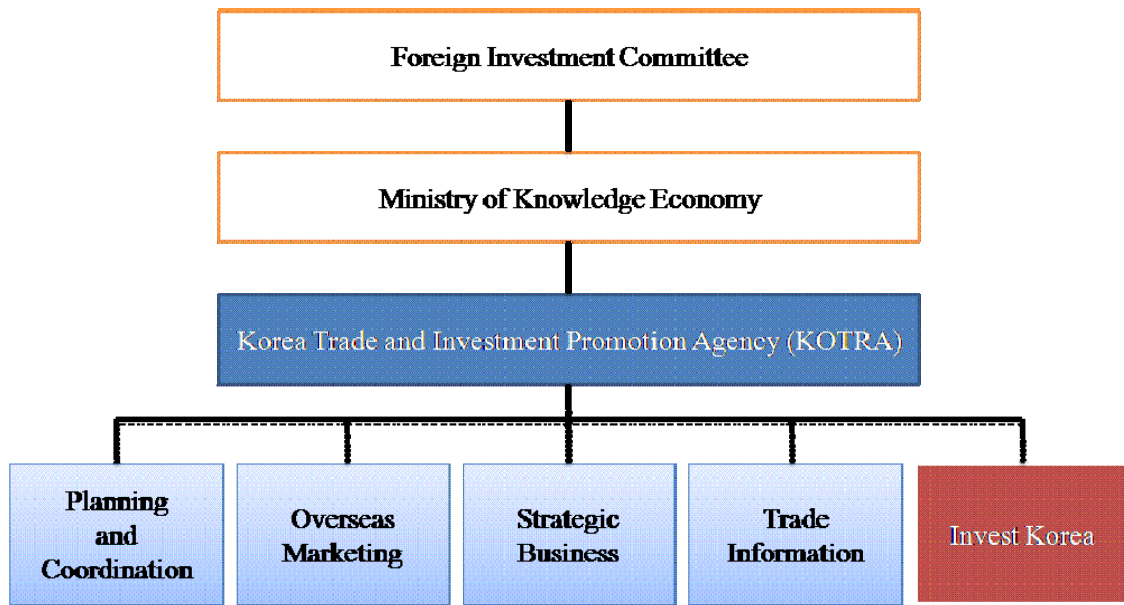 Foreign Investment Committee
Ministry of Knowledge Economy
Korea Trade and Investment Promotion Agency (KOTRA)
Planning
and
Coordination
Overseas
Marketing
Strategic
Business
Trade
Information
Invest Korea